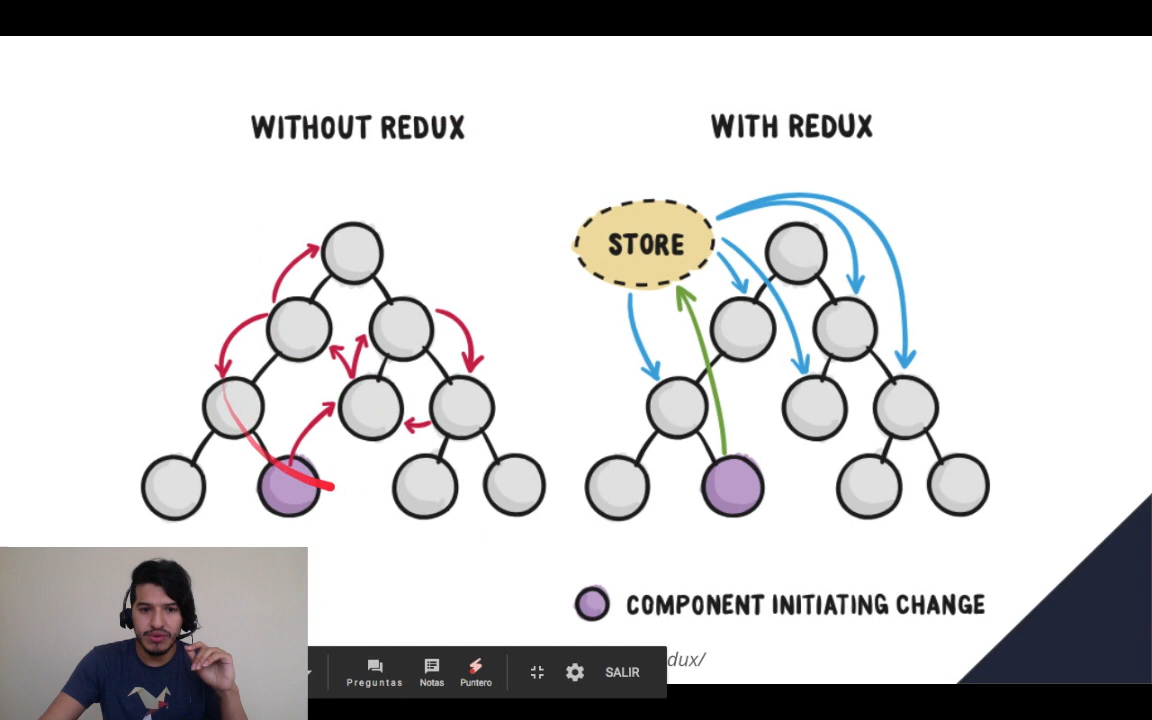 WITHOUT REDUX
WITH REDUX
STORE
COMPONENT INITIATING CHANGE
dux/
Preguntas
Notas
Puntero
SALIR